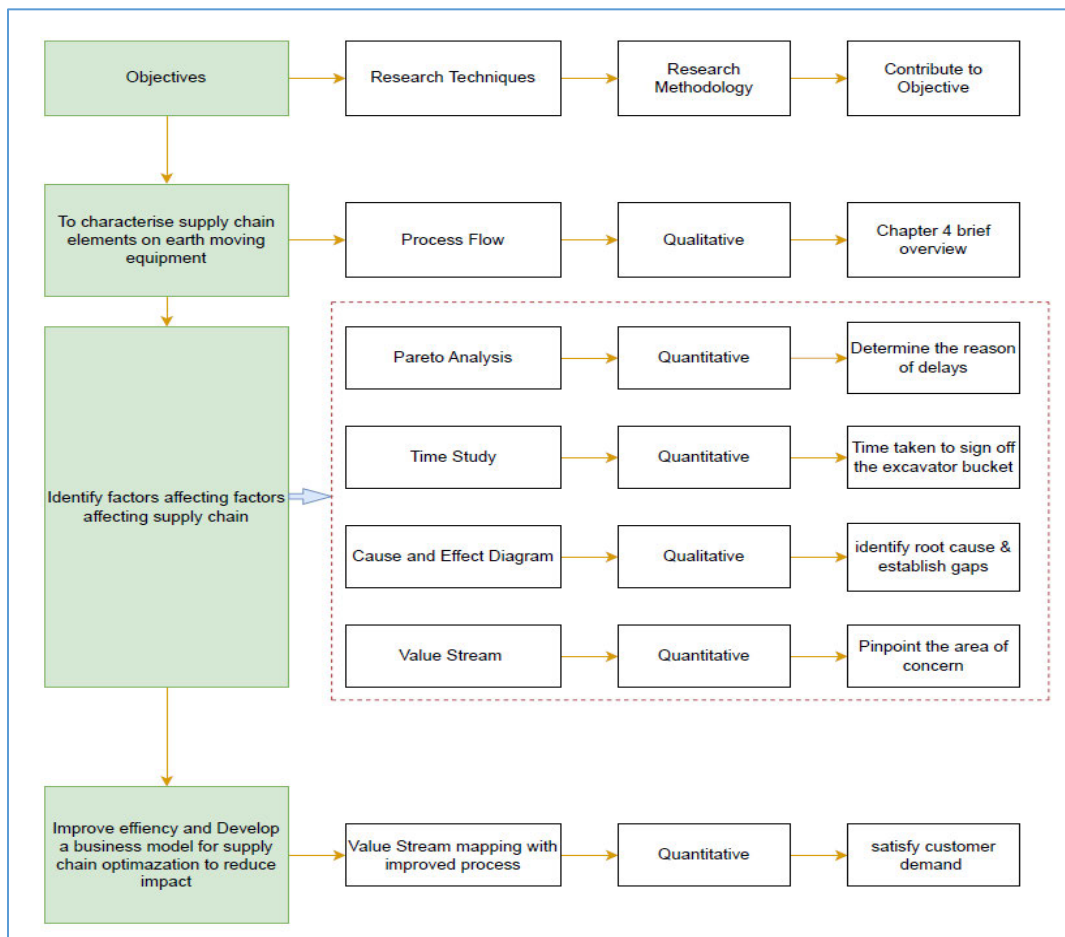 Objectives
Research Techniques
Research
Methodology
Contribute to
Objective
To characterise supply chain
elements on earth moving
equipment
Process Flow
Qualitative
Chapter 4 brief
overview
Identify factors affecting factors
affecting supply chain
Pareto Analysis
Quantitative
Determine the reason
of delays
Time Study
Quantitative
Time taken to sign off
the excavator bucket
Cause and Effect Diagram
Qualitative
identify root cause &
establish gaps
Value Stream
Quantitative
Pinpoint the area of
concern
Improve effiency and Develop
a business model for supply
chain optimazation to reduce
impact
Value Stream mapping with
improved process
Quantitative
satisfy customer
demand